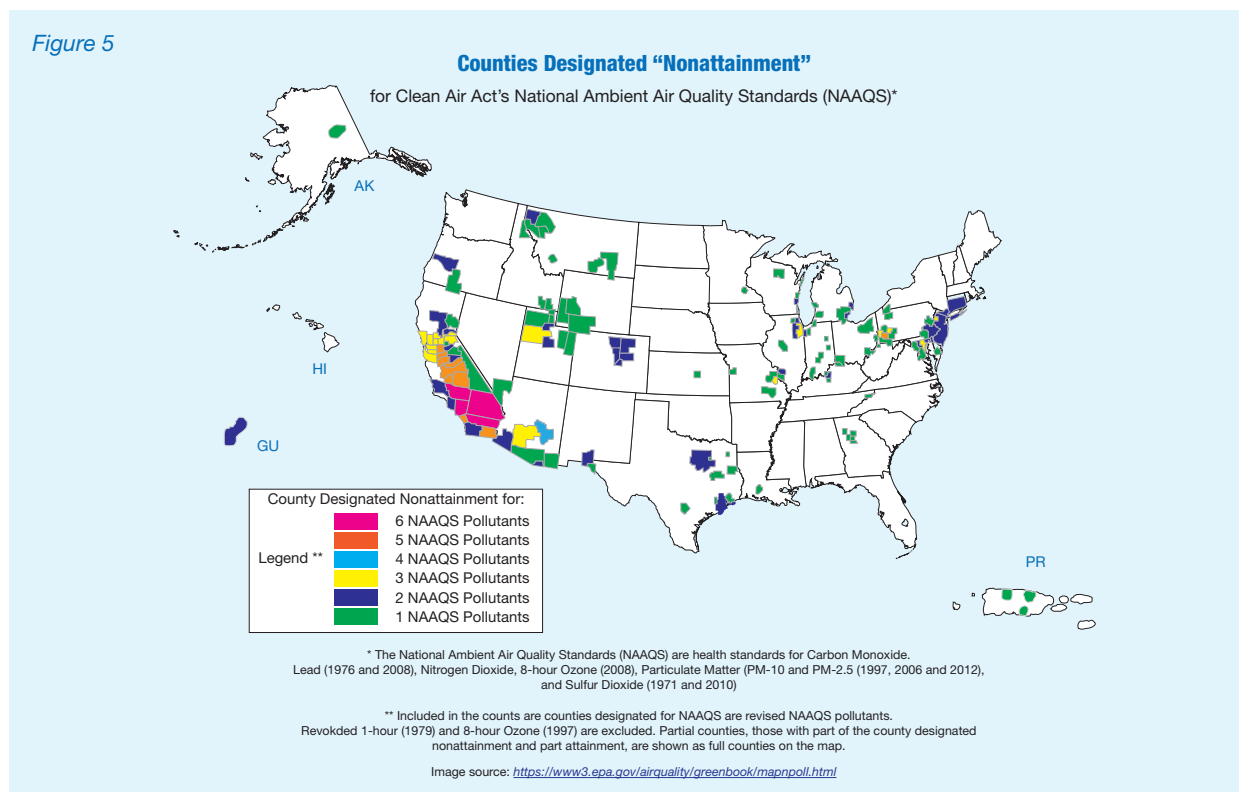 Figure 5
Counties Designated “Nonattainment”
for Clean Air Act’s National Ambient Air Quality Standards (NAAQS)*
AK
HI
GU
County Designated Nonattainment for:
6 NAAQS Pollutants
5 NAAQS Pollutants
Legend **
4 NAAQS Pollutants
3 NAAQS Pollutants
2 NAAQS Pollutants
1 NAAQS Pollutants
PR
* The National Ambient Air Quality Standards (NAAQS) are health standards for Carbon Monoxide.
Lead (1976 and 2008), Nitrogen Dioxide, 8-hour Ozone (2008), Particulate Matter (PM-10 and PM-2.5 (1997, 2006 and 2012),
and Sulfur Dioxide (1971 and 2010)
** Included in the counts are counties designated for NAAQS are revised NAAQS pollutants.
Revokded 1-hour (1979) and 8-hour Ozone (1997) are excluded. Partial counties, those with part of the county designated
nonattainment and part attainment, are shown as full counties on the map.
Image source: https://www3.epa.gov/airquality/greenbook/mapnpoll.html